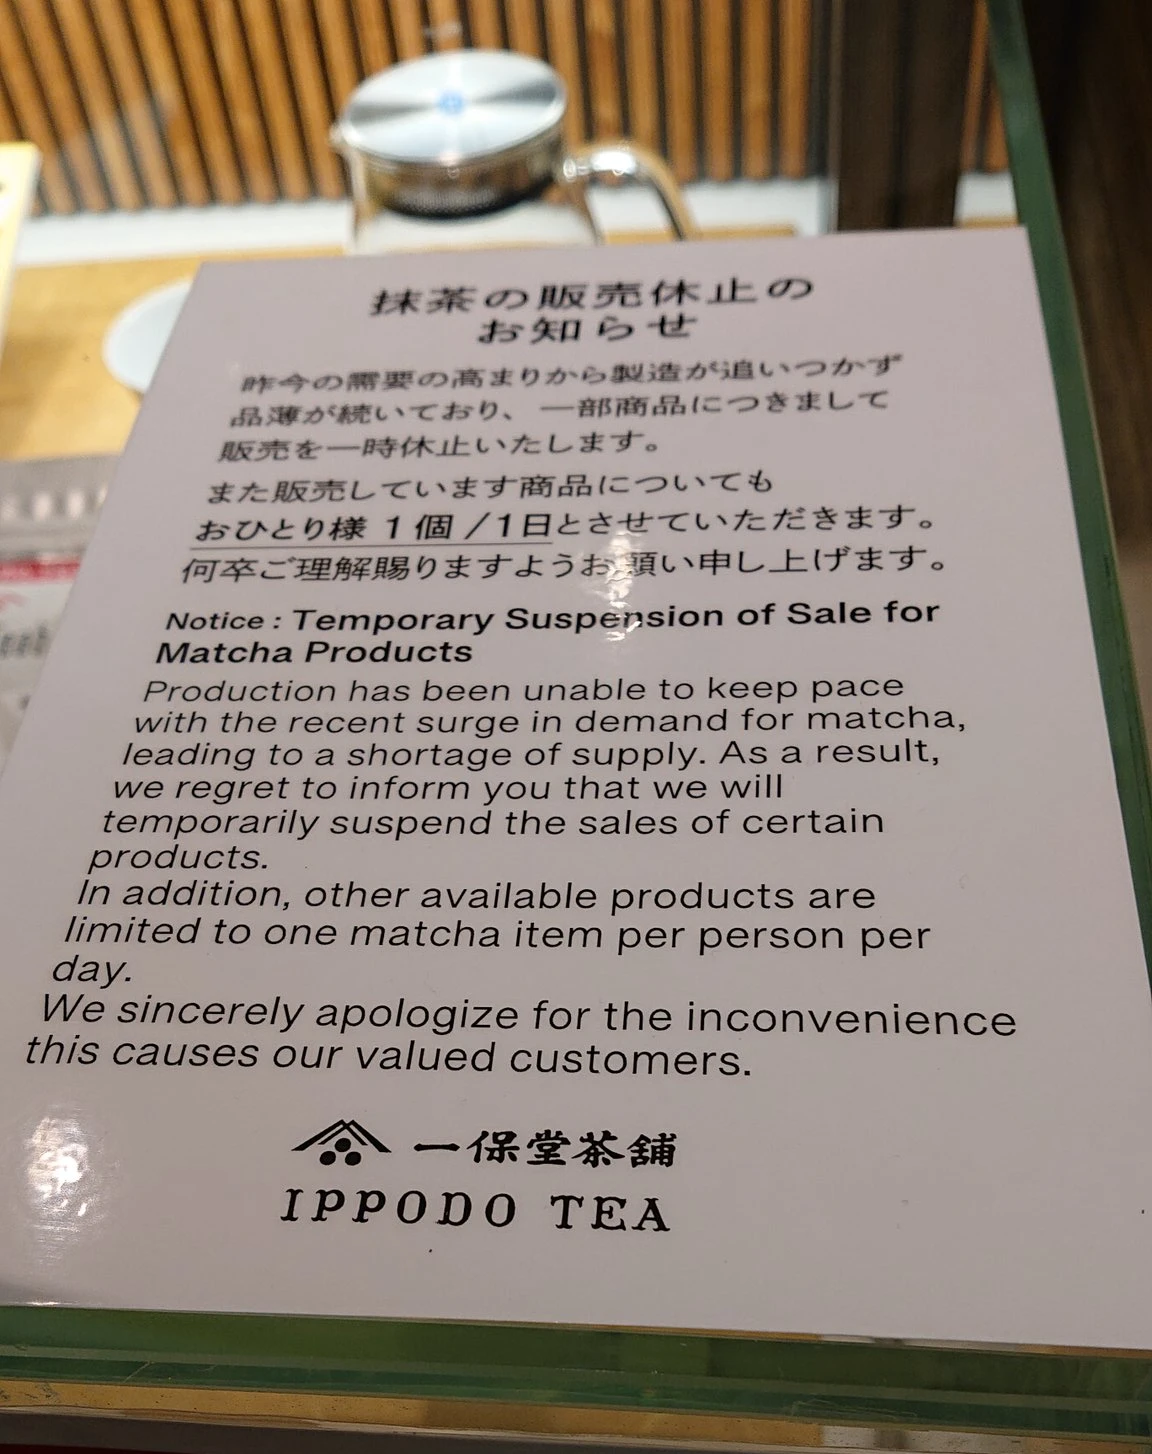 抹茶の販売休止の
お知らせ
昨今の需要の高まりから製造が追いつかず
品薄が続いており、一部商品につきまして
販売を一時休止いたします。
また販売しています商品についても
おひとり様 1 個 /1日とさせていただきます。
何卒ご理解賜りますようお願い申し上げます。
Notice : Temporary Suspension of Sale for
Matcha Products
Production has been unable to keep pace
with the recent surge in demand for matcha,
leading to a shortage of supply. As a result,
we regret to inform you that we will
temporarily suspend the sales of certain
products.
In addition, other available products are
limited to one matcha item per person per
day.
We sincerely apologize for the inconvenience
this causes our valued customers.
一保堂茶舗
IPPODO TEA